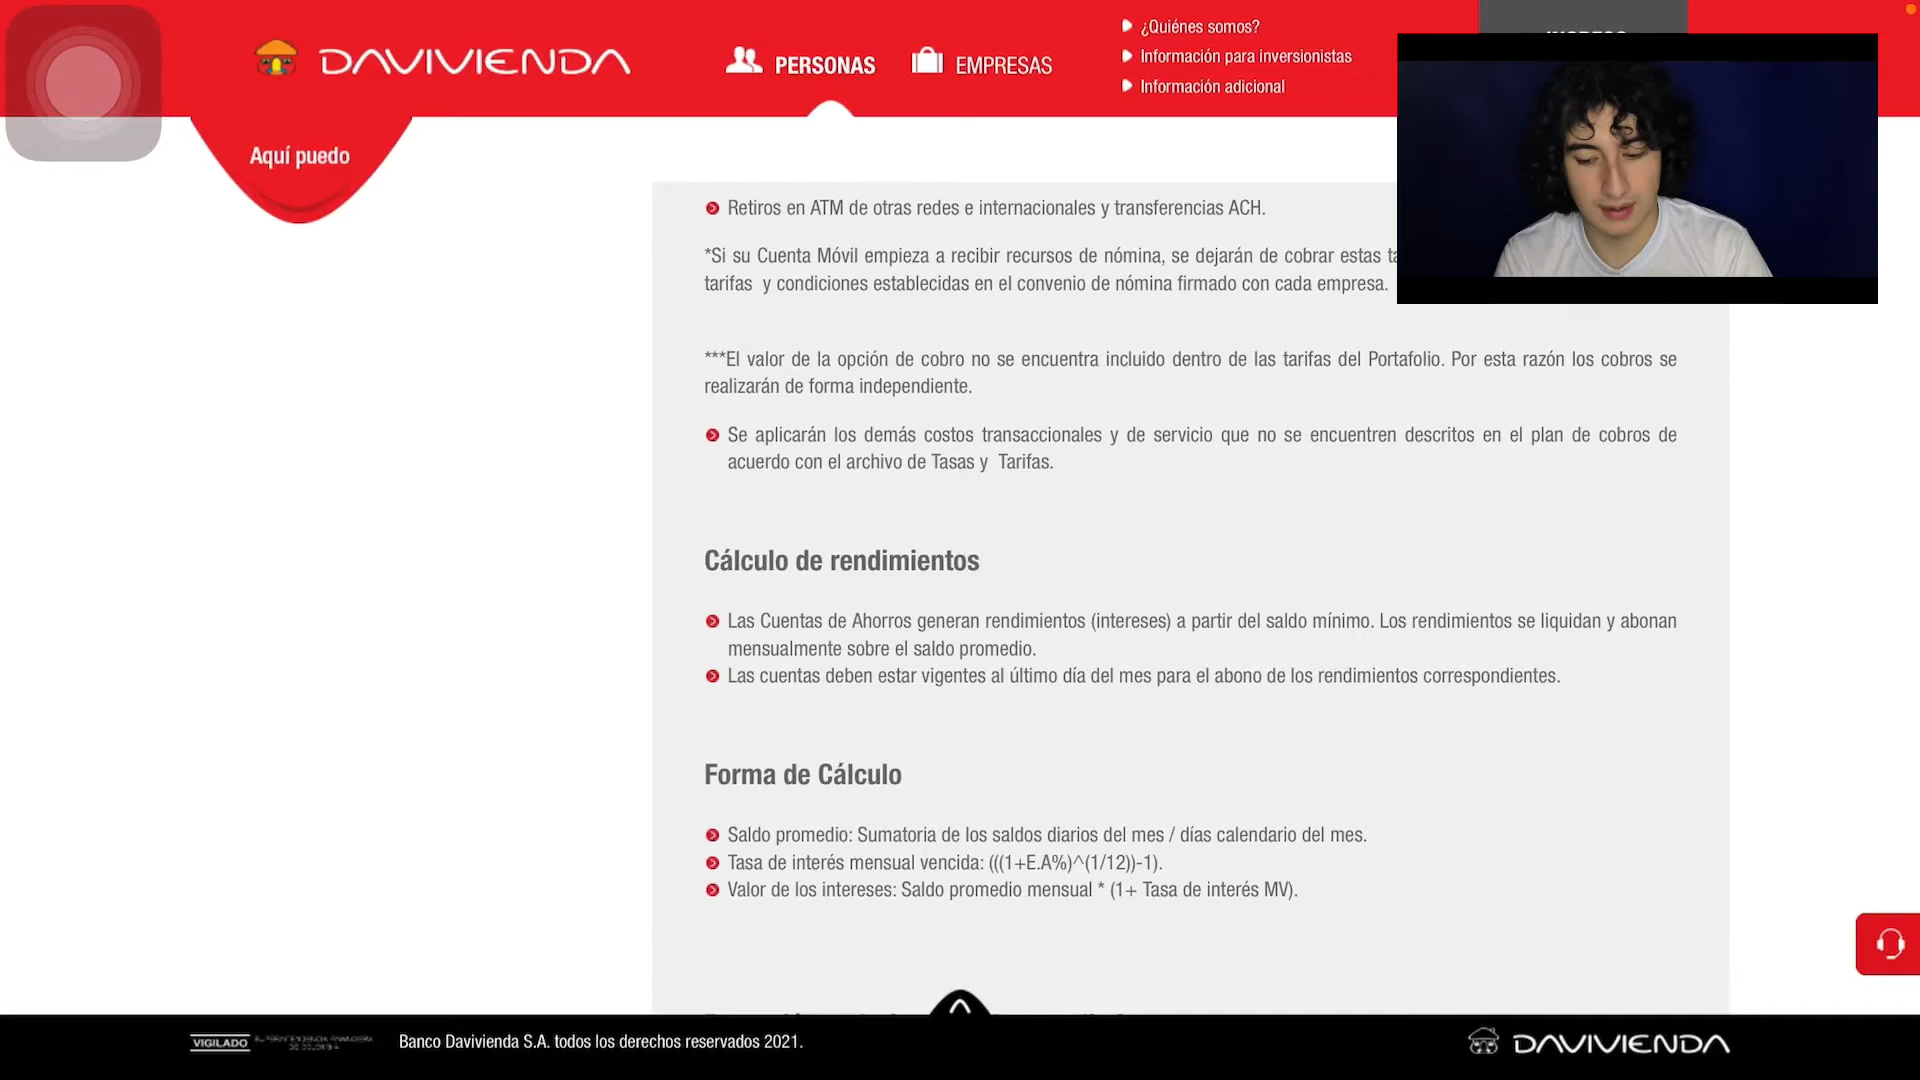 DAVIVIENDA
PERSONAS
EMPRESAS
¿Quiénes somos?
Información para inversionistas
Información adicional
Aquí puedo
Retiros en ATM de otras redes e internacionales y transferencias ACH.
*Si su Cuenta Móvil empieza a recibir recursos de nómina, se dejarán de cobrar estas
tarifas y condiciones establecidas en el convenio de nómina firmado con cada empresa.
***El valor de la opción de cobro no se encuentra incluido dentro de las tarifas del Portafolio. Por esta razón los cobros se
realizarán de forma independiente.
Se aplicarán los demás costos transaccionales y de servicio que no se encuentren descritos en el plan de cobros de
acuerdo con el archivo de Tasas y Tarifas.
Cálculo de rendimientos
Las Cuentas de Ahorros generan rendimientos (intereses) a partir del saldo mínimo. Los rendimientos se liquidan y abonan
mensualmente sobre el saldo promedio.
Las cuentas deben estar vigentes al último día del mes para el abono de los rendimientos correspondientes.
Forma de Cálculo
Saldo promedio: Sumatoria de los saldos diarios del mes / días calendario del mes.
Tasa de interés mensual vencida: (((1+E.A%)^(1/12))-1).
Valor de los intereses: Saldo promedio mensual * (1+ Tasa de interés MV).
VIGILADO
SUPERINTENDENCIA FINANCIERA
DE COLOMBIA
Banco Davivienda S.A. todos los derechos reservados 2021.
DAVIVIENDA